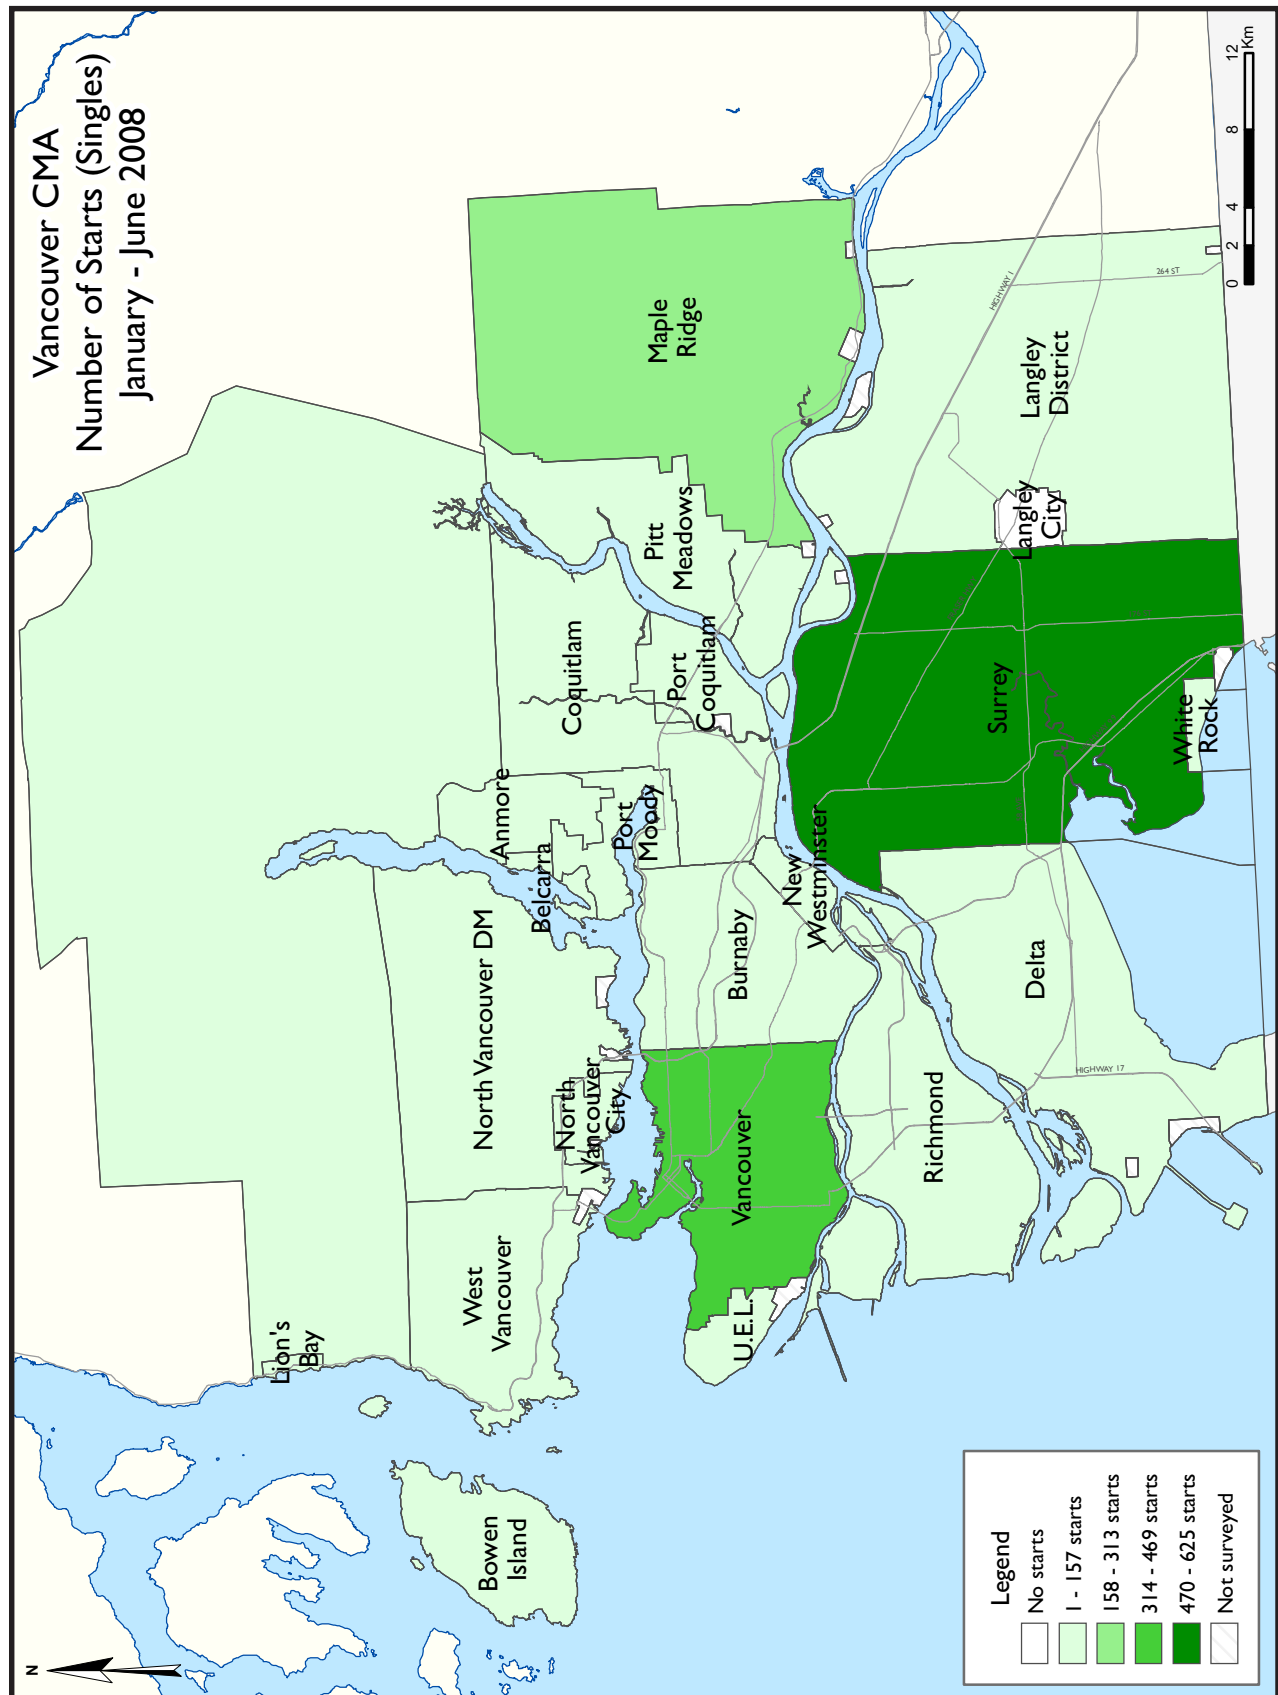 Vancouver CMA
Number of Starts (Singles)
January - June 2008
N
Lion's
Bay
Bowen
Island
West
Vancouver
North Vancouver DM
North
Vancouver
City
Anmore
Belcarra
Port
Moody
Coquitlam
Port
Coquitlam
Pitt
Meadows
Maple
Ridge
U.E.L.
Vancouver
Burnaby
New
Westminster
Richmond
Delta
Surrey
White
Rock
Langley
City
Langley
District
HIGHWAY 1
264 ST
HIGHWAY 17
Legend
No starts
1 - 157 starts
158 - 313 starts
314 - 469 starts
470 - 625 starts
Not surveyed
0 2 4 8 12
Km